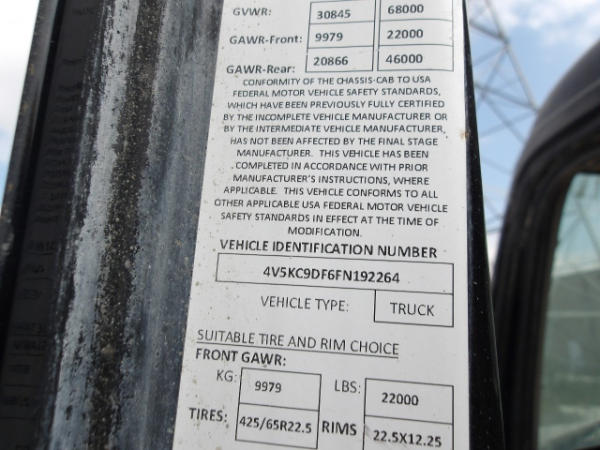 GVWR: 30845 68000
GAWR-Front: 9979 22000
GAWR-Rear: 20866 46000
CONFORMITY OF THE CHASSIS-CAB TO USA
FEDERAL MOTOR VEHICLE SAFETY STANDARDS,
WHICH HAVE BEEN PREVIOUSLY FULLY CERTIFIED
BY THE INCOMPLETE VEHICLE MANUFACTURER OR
BY THE INTERMEDIATE VEHICLE MANUFACTURER,
HAS NOT BEEN AFFECTED BY THE FINAL STAGE
MANUFACTURER. THIS VEHICLE HAS BEEN
COMPLETED IN ACCORDANCE WITH PRIOR
MANUFACTURER'S INSTRUCTIONS, WHERE
APPLICABLE. THIS VEHICLE CONFORMS TO ALL
OTHER APPLICABLE USA FEDERAL MOTOR VEHICLE
SAFETY STANDARDS IN EFFECT AT THE TIME OF
MODIFICATION.
VEHICLE IDENTIFICATION NUMBER
4V5KC9DF6FN192264
VEHICLE TYPE: TRUCK
SUITABLE TIRE AND RIM CHOICE
FRONT GAWR:
KG: 9979 LBS: 22000
TIRES: 425/65R22.5 RIMS 22.5X12.25